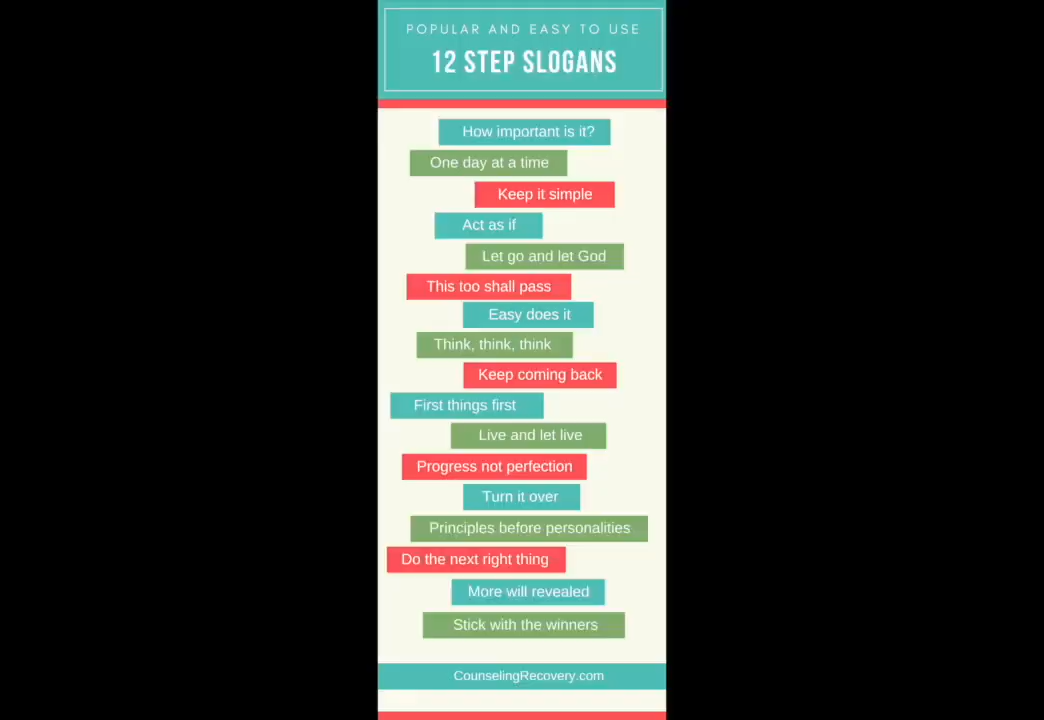 POPULAR AND EASY TO USE
12 STEP SLOGANS
How important is it?
One day at a time
Keep it simple
Act as if
Let go and let God
This too shall pass
Easy does it
Think, think, think
Keep coming back
First things first
Live and let live
Progress not perfection
Turn it over
Principles before personalities
Do the next right thing
More will revealed
Stick with the winners
CounselingRecovery.com